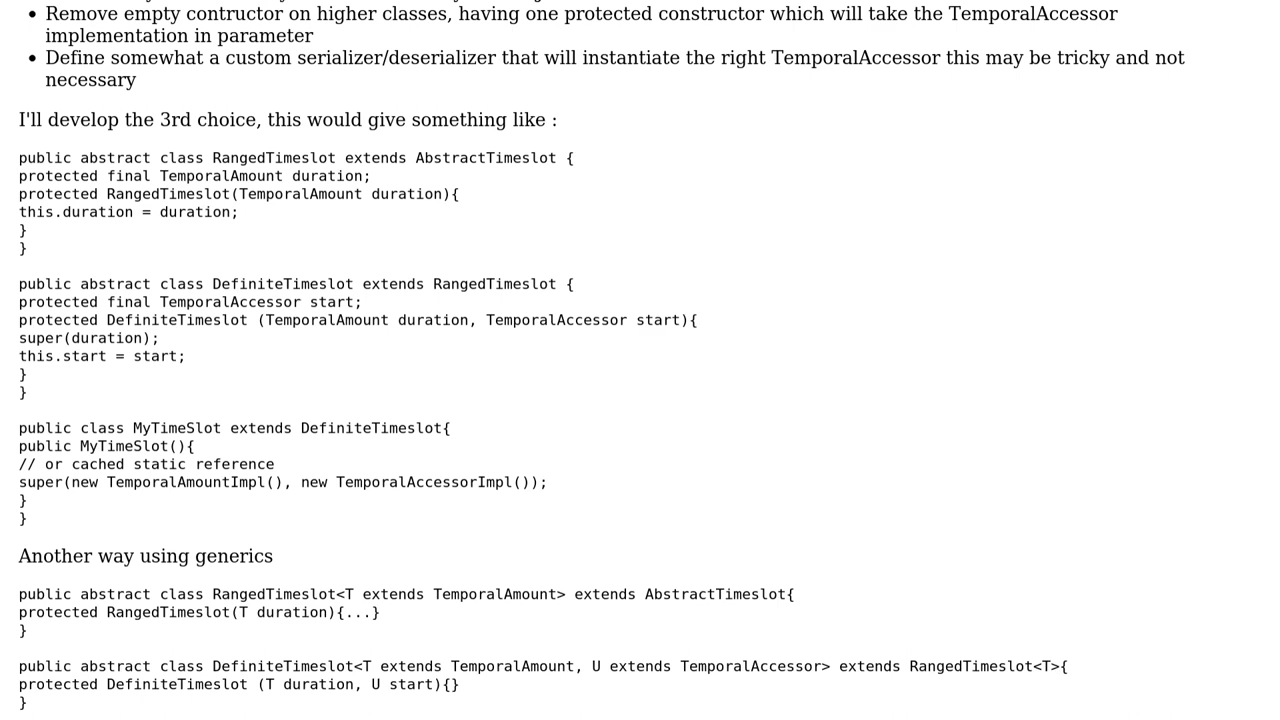 Remove empty contructor on higher classes, having one protected constructor which will take the TemporalAccessor
implementation in parameter
Define somewhat a custom serializer/deserializer that will instantiate the right TemporalAccessor this may be tricky and not
necessary
I'll develop the 3rd choice, this would give something like :
public abstract class RangedTimeslot extends AbstractTimeslot {
protected final TemporalAmount duration;
protected RangedTimeslot(TemporalAmount duration){
this.duration = duration;
}
}
public abstract class DefiniteTimeslot extends RangedTimeslot {
protected final TemporalAccessor start;
protected DefiniteTimeslot (TemporalAmount duration, TemporalAccessor start){
super(duration);
this.start = start;
}
}
public class MyTimeSlot extends DefiniteTimeslot{
public MyTimeSlot(){
// or cached static reference
super(new TemporalAmountImpl(), new TemporalAccessorImpl());
}
}
Another way using generics
public abstract class RangedTimeslot<T extends TemporalAmount> extends AbstractTimeslot{
protected RangedTimeslot(T duration){...}
}
public abstract class DefiniteTimeslot<T extends TemporalAmount, U extends TemporalAccessor> extends RangedTimeslot<T>{
protected DefiniteTimeslot (T duration, U start){}
}